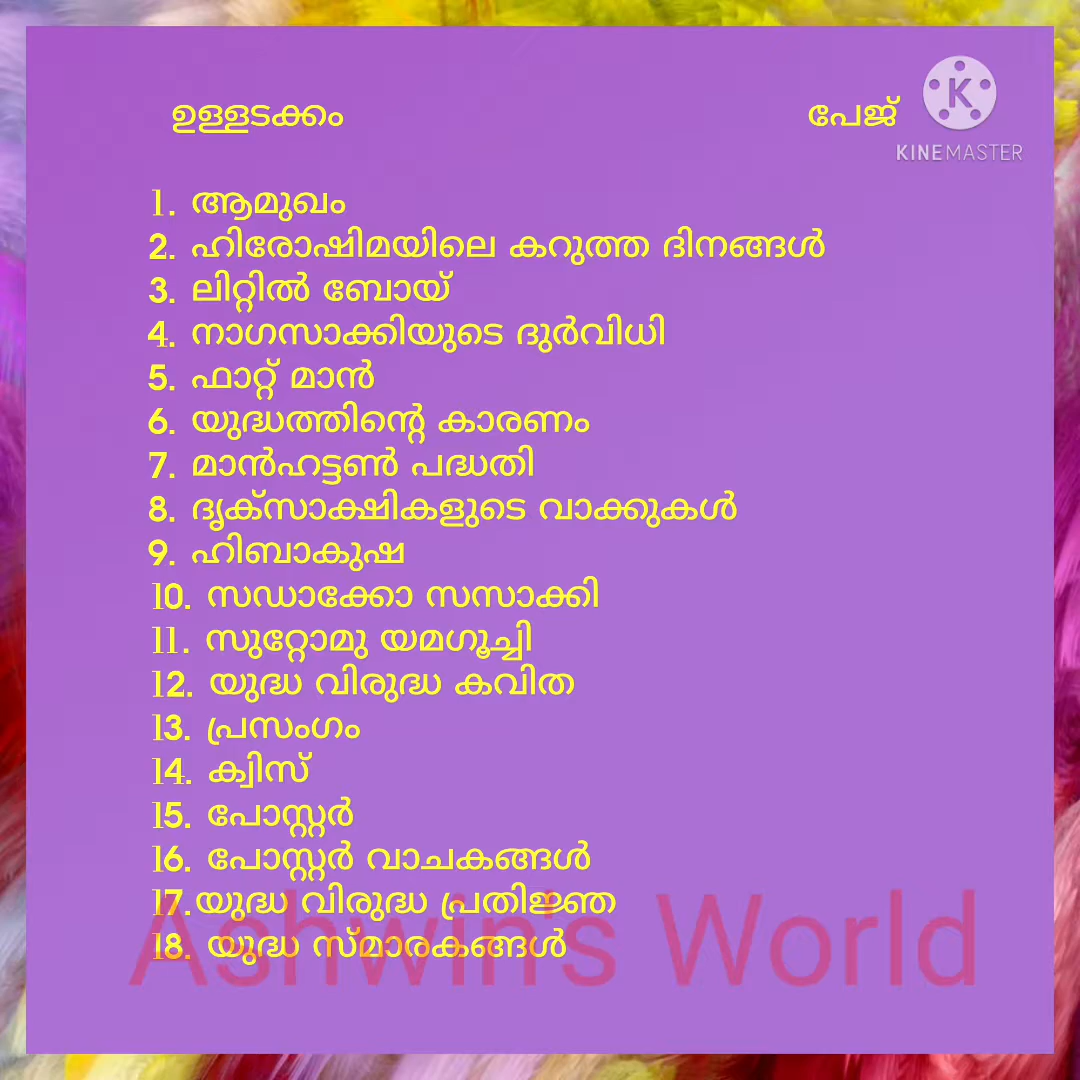 ഉള്ളടക്കം പേജ്
KINEMASTER
1. ആമുഖം
2. ഹിരോഷിമയിലെ കറുത്ത ദിനങ്ങൾ
3. ലിറ്റിൽ ബോയ്
4. നാഗസാക്കിയുടെ ദുർവിധി
5. ഫാറ്റ് മാൻ
6. യുദ്ധത്തിന്റെ കാരണം
7. മാൻഹട്ടൺ പദ്ധതി
8. ദൃക്സാക്ഷികളുടെ വാക്കുകൾ
9. ഹിബാകുഷ
10. സഡാക്കോ സസാക്കി
11. സുറ്റോമു യമഗൂച്ചി
12. യുദ്ധ വിരുദ്ധ കവിത
13. പ്രസംഗം
14. ക്വിസ്
15. പോസ്റ്റർ
16. പോസ്റ്റർ വാചകങ്ങൾ
17.യുദ്ധ വിരുദ്ധ പ്രതിജ്ഞ
18. യുദ്ധ സ്മാരകങ്ങൾ
Ashwin's World